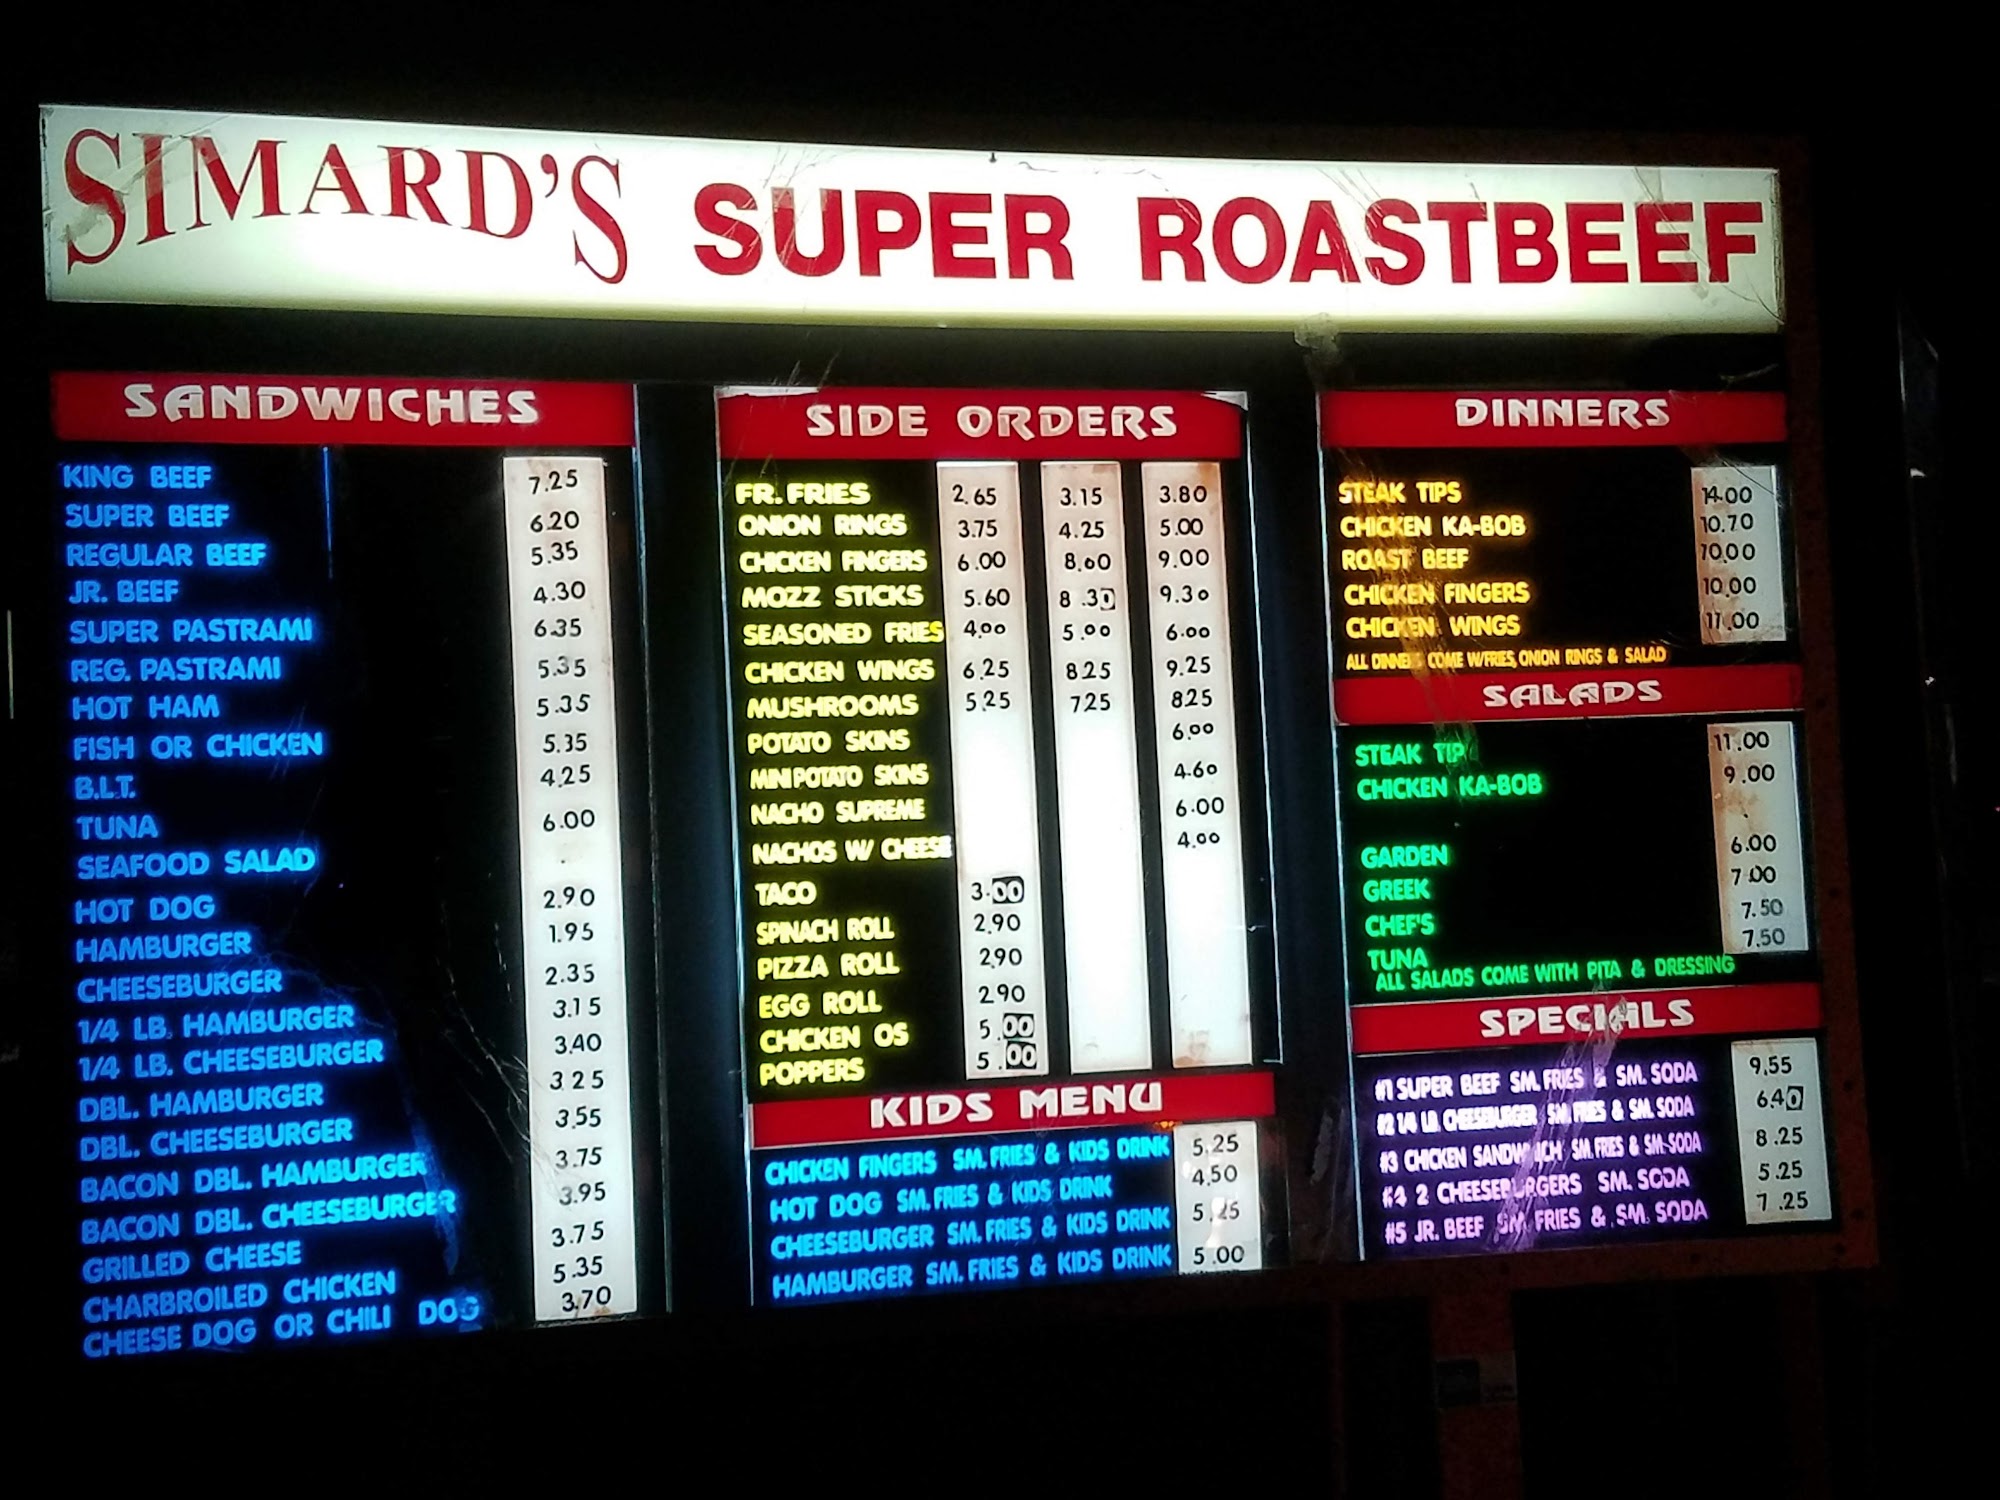 SIMARD'S SUPER ROASTBEEF
SANDWICHES
KING BEEF 7.25
SUPER BEEF 6.20
REGULAR BEEF 5.35
JR. BEEF 4.30
SUPER PASTRAMI 6.35
REG. PASTRAMI 5.35
HOT HAM 5.35
FISH OR CHICKEN 5.35
B.L.T. 4.25
TUNA 6.00
SEAFOOD SALAD
HOT DOG 2.90
HAMBURGER 1.95
CHEESEBURGER 2.35
1/4 LB. HAMBURGER 3.15
1/4 LB. CHEESEBURGER 3.40
DBL. HAMBURGER 3.25
DBL. CHEESEBURGER 3.55
BACON DBL. HAMBURGER 3.75
BACON DBL. CHEESEBURGER 3.95
GRILLED CHEESE 3.75
CHARBROILED CHICKEN 5.35
CHEESE DOG OR CHILI DOG 3.70
SIDE ORDERS
FR. FRIES 2.65 3.15 3.80
ONION RINGS 3.75 4.25 5.00
CHICKEN FINGERS 6.00 8.60 9.00
MOZZ STICKS 5.60 8.30 9.30
SEASONED FRIES 4.00 5.00 6.00
CHICKEN WINGS 6.25 8.25 9.25
MUSHROOMS 5.25 7.25 8.25
POTATO SKINS 6.00
MINI POTATO SKINS 4.60
NACHO SUPREME 6.00
NACHOS W/ CHEESE 4.00
TACO 3.00
SPINACH ROLL 2.90
PIZZA ROLL 2.90
EGG ROLL 2.90
CHICKEN OS 5.00
POPPERS 5.00
KIDS MENU
CHICKEN FINGERS SM. FRIES & KIDS DRINK 5.25
HOT DOG SM. FRIES & KIDS DRINK 4.50
CHEESEBURGER SM. FRIES & KIDS DRINK 5.25
HAMBURGER SM. FRIES & KIDS DRINK 5.00
DINNERS
STEAK TIPS 14.00
CHICKEN KA-BOB 10.70
ROAST BEEF 10.00
CHICKEN FINGERS 10.00
CHICKEN WINGS 11.00
ALL DINNERS COME W/FRIES, ONION RINGS & SALAD
SALADS
STEAK TIP 11.00
CHICKEN KA-BOB 9.00
GARDEN 6.00
GREEK 7.00
CHEF'S 7.50
TUNA 7.50
ALL SALADS COME WITH PITA & DRESSING
SPECIALS
#1 SUPER BEEF SM. FRIES & SM. SODA 9.55
#2 1/4 LB. CHEESEBURGER SM. FRIES & SM. SODA 6.40
#3 CHICKEN SANDWICH SM. FRIES & SM. SODA 8.25
#4 2 CHEESEBURGERS SM. SODA 5.25
#5 JR. BEEF SM. FRIES & SM. SODA 7.25